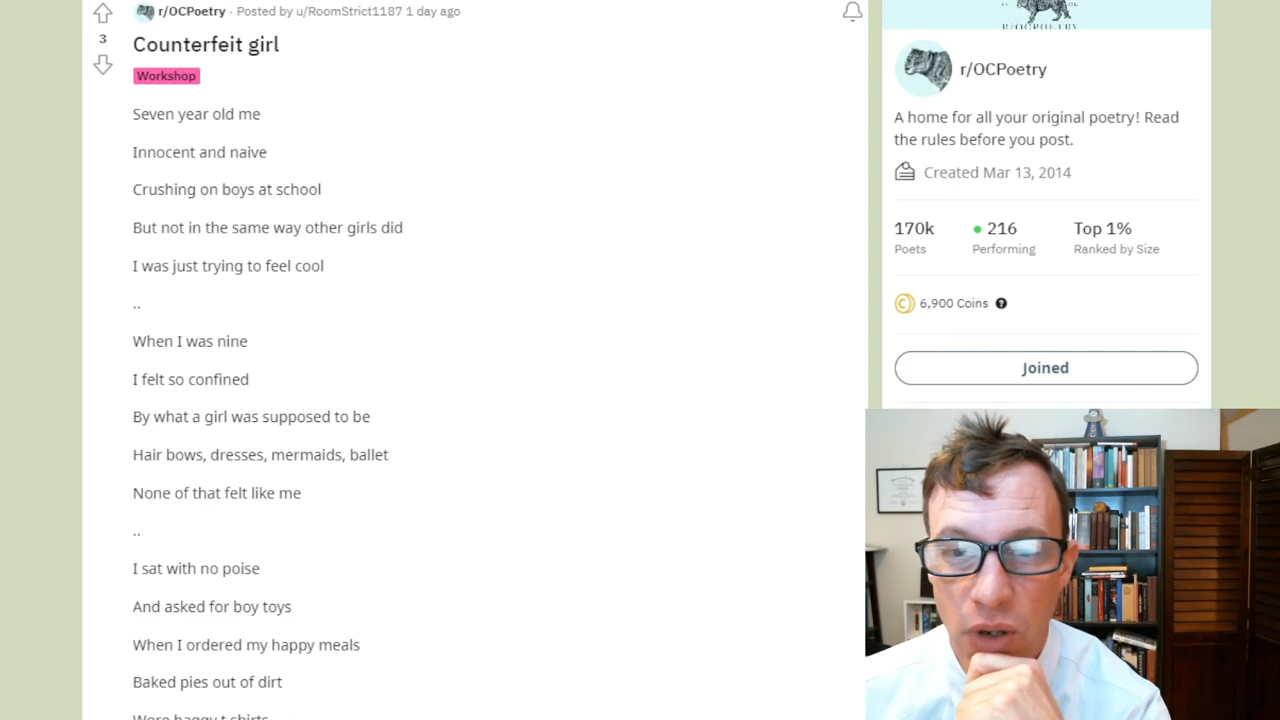 r/OCPoetry · Posted by u/RoomStrict1187 1 day ago
3
Counterfeit girl
Workshop
Seven year old me
Innocent and naive
Crushing on boys at school
But not in the same way other girls did
I was just trying to feel cool
..
When I was nine
I felt so confined
By what a girl was supposed to be
Hair bows, dresses, mermaids, ballet
None of that felt like me
..
I sat with no poise
And asked for boy toys
When I ordered my happy meals
Baked pies out of dirt
Wore baggy t shirts
R/OCPOETRY
r/OCPoetry
A home for all your original poetry! Read
the rules before you post.
Created Mar 13, 2014
170k 216 Top 1%
Poets Performing Ranked by Size
6,900 Coins ?
Joined